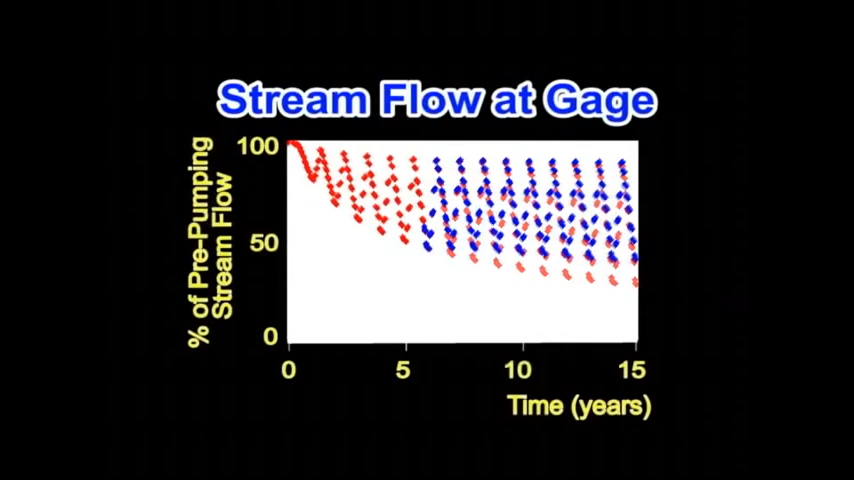 Stream Flow at Gage
% of Pre-Pumping
Stream Flow
100
50
0
0 5 10 15
Time (years)